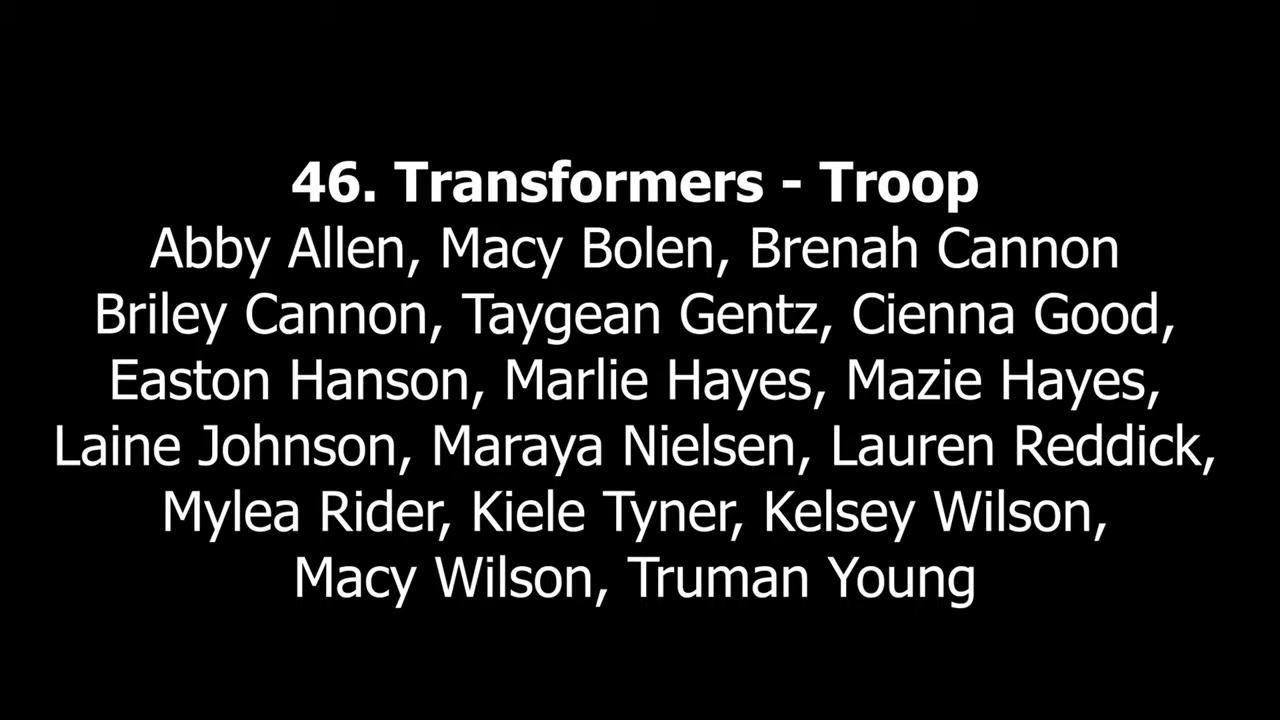 46. Transformers - Troop
Abby Allen, Macy Bolen, Brenah Cannon
Briley Cannon, Taygean Gentz, Cienna Good,
Easton Hanson, Marlie Hayes, Mazie Hayes,
Laine Johnson, Maraya Nielsen, Lauren Reddick,
Mylea Rider, Kiele Tyner, Kelsey Wilson,
Macy Wilson, Truman Young